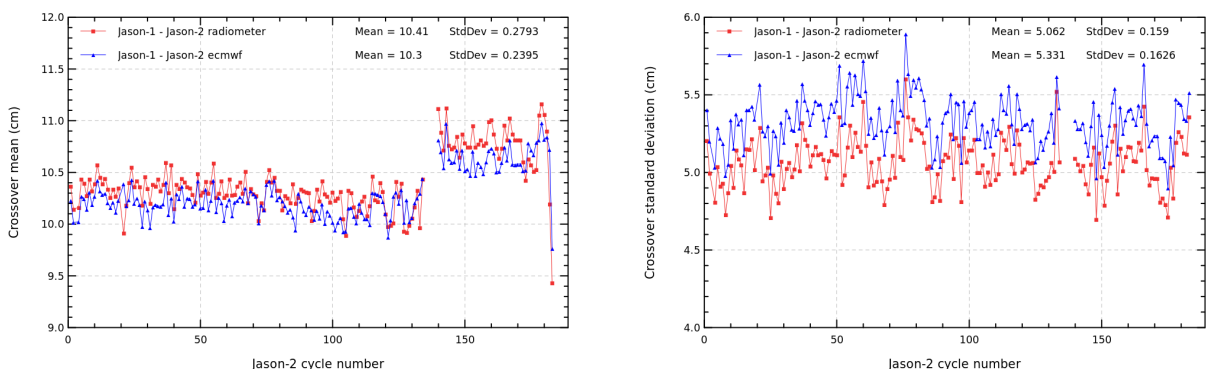 12.0
Jason-1 - Jason-2 radiometer Mean = 10.41 StdDev = 0.2793
Jason-1 - Jason-2 ecmwf Mean = 10.3 StdDev = 0.2395
11.5
11.0
10.5
10.0
9.5
9.0
Crossover mean (cm)
0 50 100 150
Jason-2 cycle number
6.0
Jason-1 - Jason-2 radiometer Mean = 5.062 StdDev = 0.159
Jason-1 - Jason-2 ecmwf Mean = 5.331 StdDev = 0.1626
5.5
5.0
4.5
4.0
Crossover standard deviation (cm)
0 50 100 150
Jason-2 cycle number